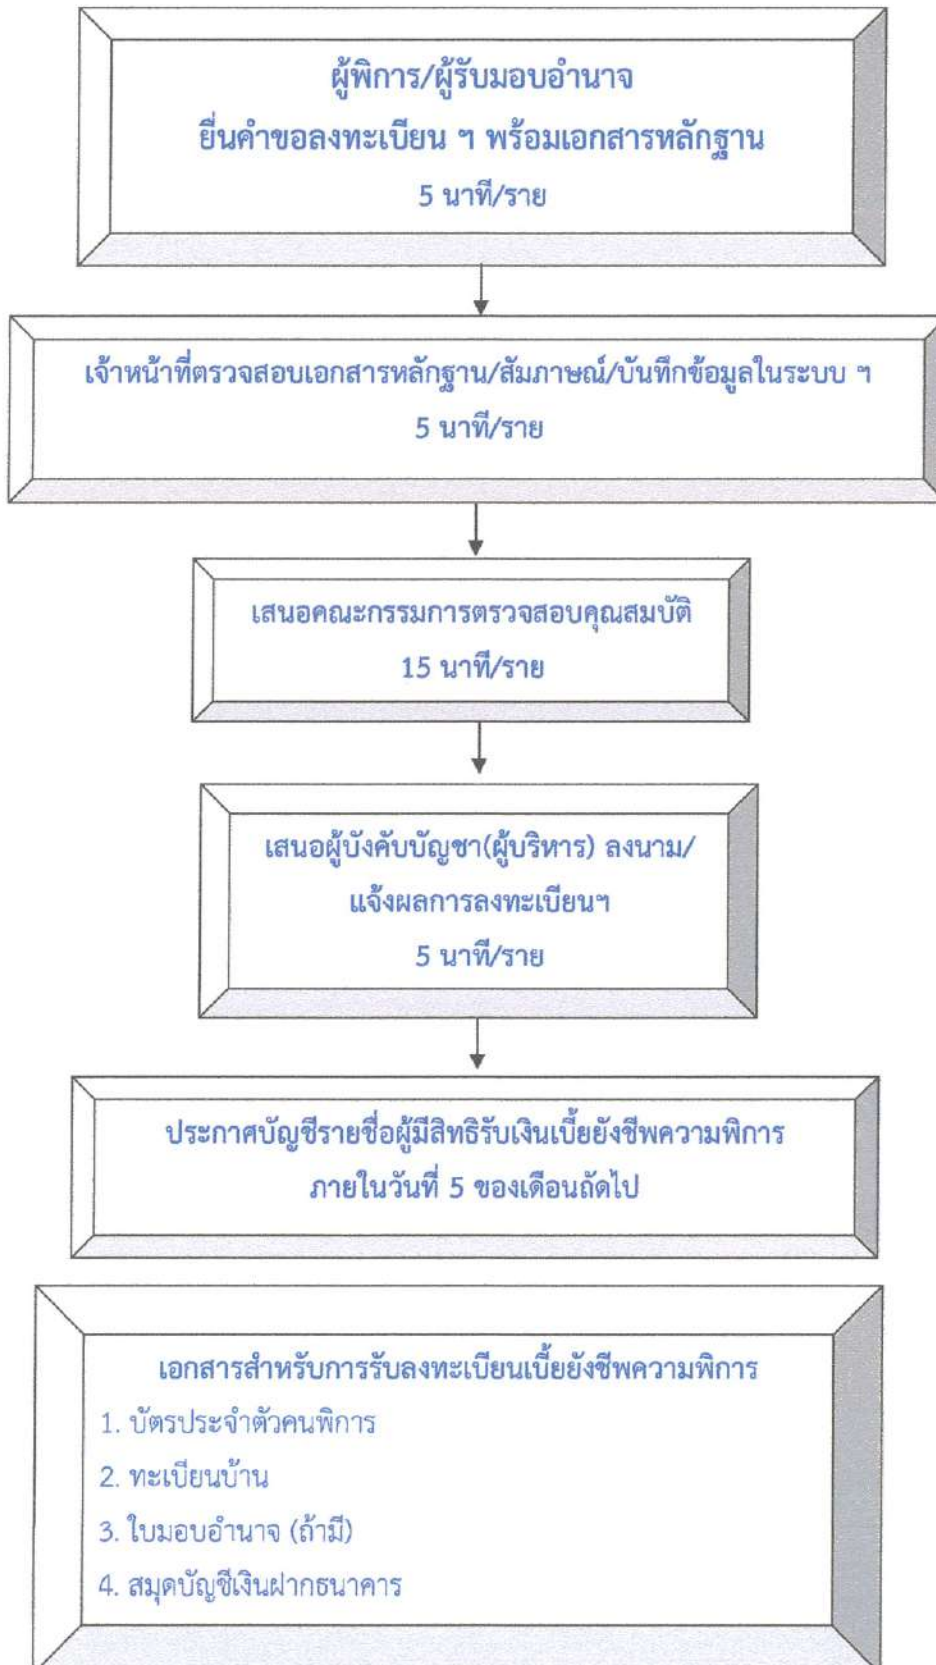 ผู้พิการ/ผู้รับมอบอำนาจ
ยื่นคำขอลงทะเบียน ฯ พร้อมเอกสารหลักฐาน
5 นาที/ราย
เจ้าหน้าที่ตรวจสอบเอกสารหลักฐาน/สัมภาษณ์/บันทึกข้อมูลในระบบ ฯ
5 นาที/ราย
เสนอคณะกรรมการตรวจสอบคุณสมบัติ
15 นาที/ราย
เสนอผู้บังคับบัญชา(ผู้บริหาร) ลงนาม/
แจ้งผลการลงทะเบียนฯ
5 นาที/ราย
ประกาศบัญชีรายชื่อผู้มีสิทธิรับเงินเบี้ยยังชีพความพิการ
ภายในวันที่ 5 ของเดือนถัดไป
เอกสารสำหรับการรับลงทะเบียนเบี้ยยังชีพความพิการ
1. บัตรประจำตัวคนพิการ
2. ทะเบียนบ้าน
3. ใบมอบอำนาจ (ถ้ามี)
4. สมุดบัญชีเงินฝากธนาคาร